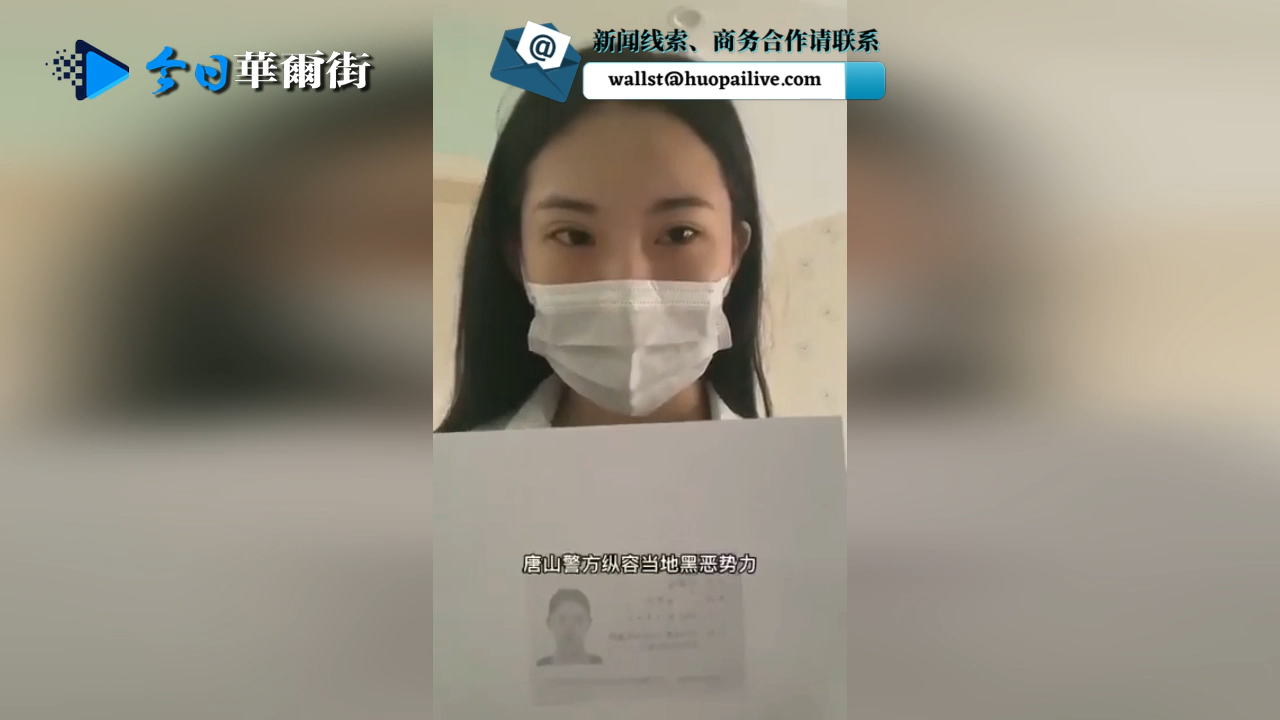 今日華爾街
新闻线索、商务合作请联系
@
wallst@huopailive.com
唐山警方纵容当地黑恶势力